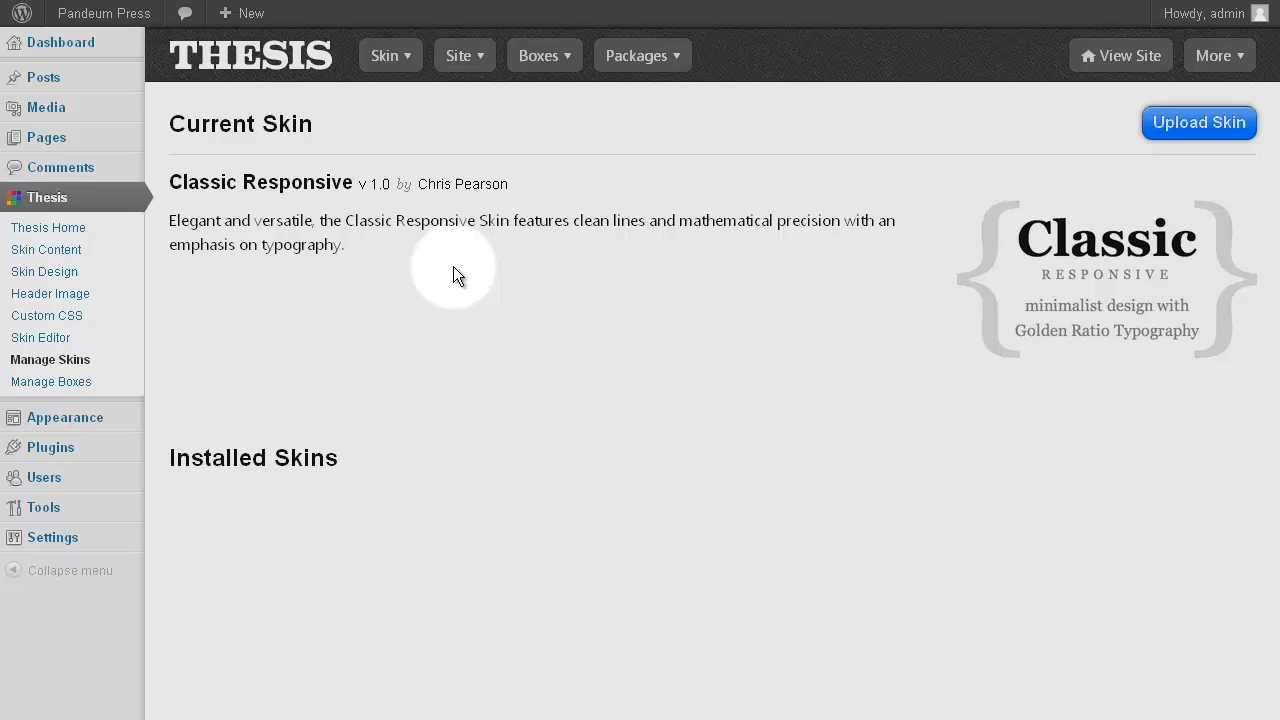 Pandeum Press
New
Howdy, admin
Dashboard
Posts
Media
Pages
Comments
Thesis
Thesis Home
Skin Content
Skin Design
Header Image
Custom CSS
Skin Editor
Manage Skins
Manage Boxes
Appearance
Plugins
Users
Tools
Settings
Collapse menu
THESIS
Skin
Site
Boxes
Packages
View Site
More
Current Skin
Upload Skin
Classic Responsive v 1.0 by Chris Pearson
Elegant and versatile, the Classic Responsive Skin features clean lines and mathematical precision with an
emphasis on typography.
Classic
RESPONSIVE
minimalist design with
Golden Ratio Typography
Installed Skins